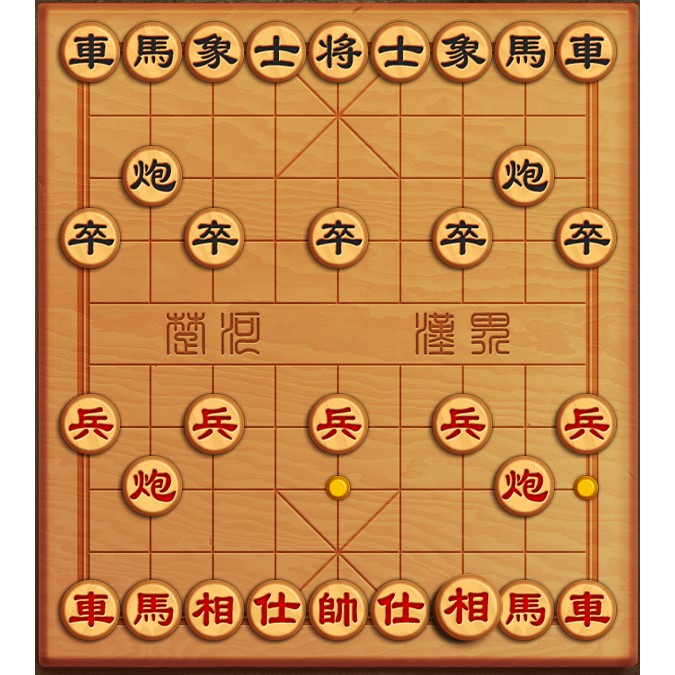 車馬象士将士象馬車
炮炮
卒卒卒卒卒
楚河 漢界
兵兵兵兵兵
炮炮
車馬相仕帥仕相馬車